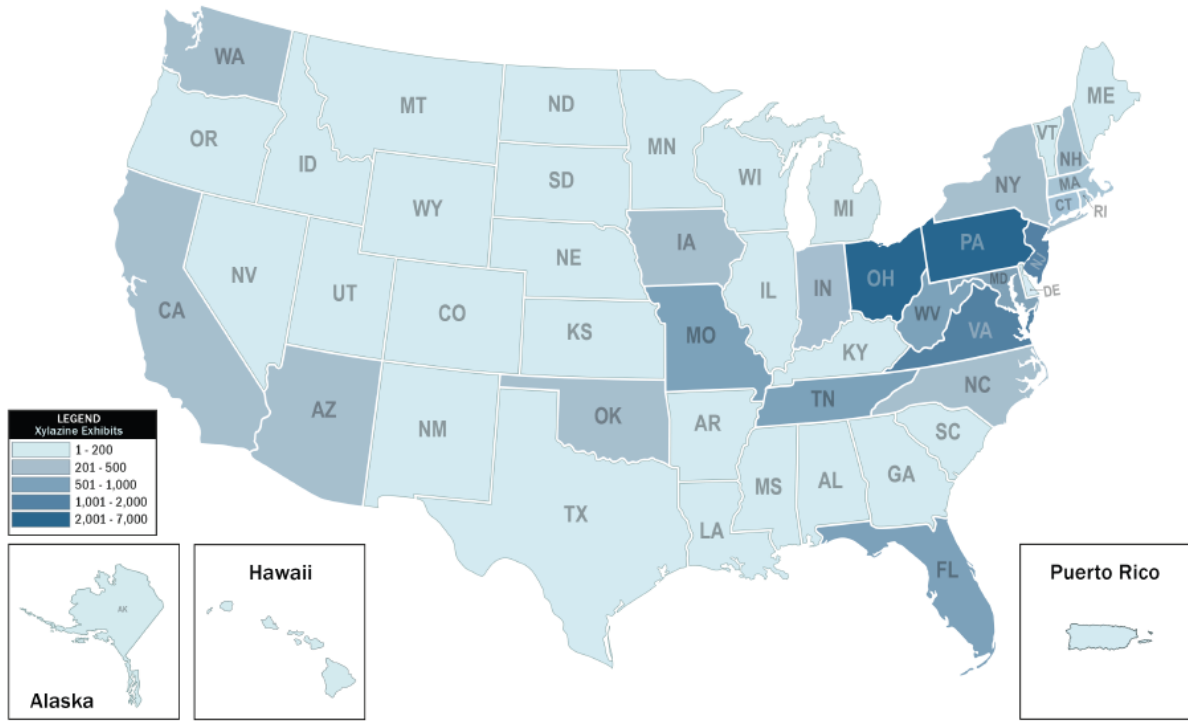 WA
MT
ND
ME
OR
MN
VT
ID
SD
WI
NH
NY
MA
WY
MI
CT
RI
IA
PA
NE
NJ
NV
OH
MD
UT
IL
IN
DE
CO
CA
WV
KS
MO
VA
KY
NC
TN
AZ
OK
NM
AR
SC
LEGEND
Xylazine Exhibits
1 - 200
201 - 500
501 - 1,000
1,001 - 2,000
2,001 - 7,000
MS
AL
GA
TX
LA
FL
Hawaii
Puerto Rico
AK
Alaska